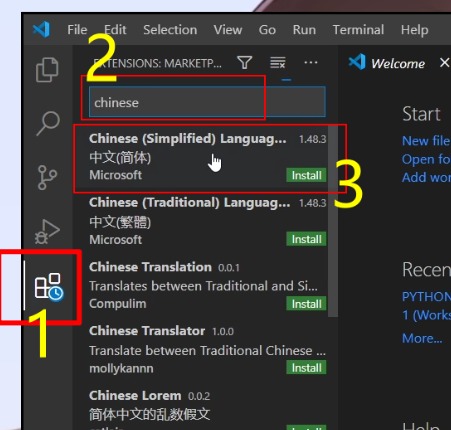 File Edit Selection View Go Run Terminal Help
2
EXTENSIONS: MARKETP...
Welcome
chinese
Start
New file
Chinese (Simplified) Languag... 1.48.3
中文(简体)
Microsoft Install
3
Chinese (Traditional) Languag... 1.48.3
中文(繁體)
Microsoft Install
Chinese Translation 0.0.1
Translates between Traditional and Si...
Compulim Install
1
Chinese Translator 1.0.0
Translate between Traditional Chinese ...
mollykannn Install
Chinese Lorem 0.0.2
简体中文的乱数假文
Open fo
Add wor
Recen
PYTHON
1 (Works
More...
Help